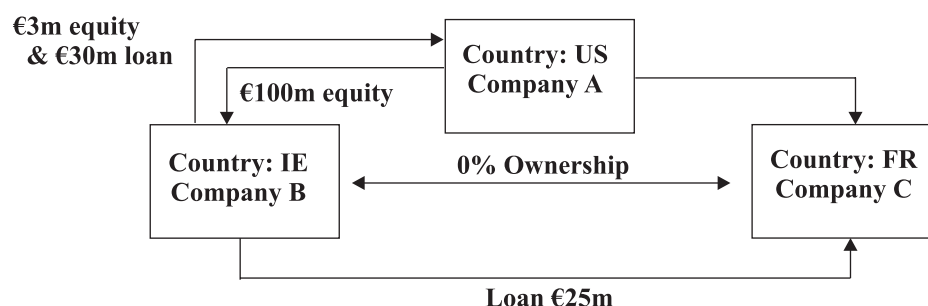 €3m equity
& €30m loan
Country: US
Company A
€100m equity
Country: IE
Company B
0% Ownership
Country: FR
Company C
Loan €25m